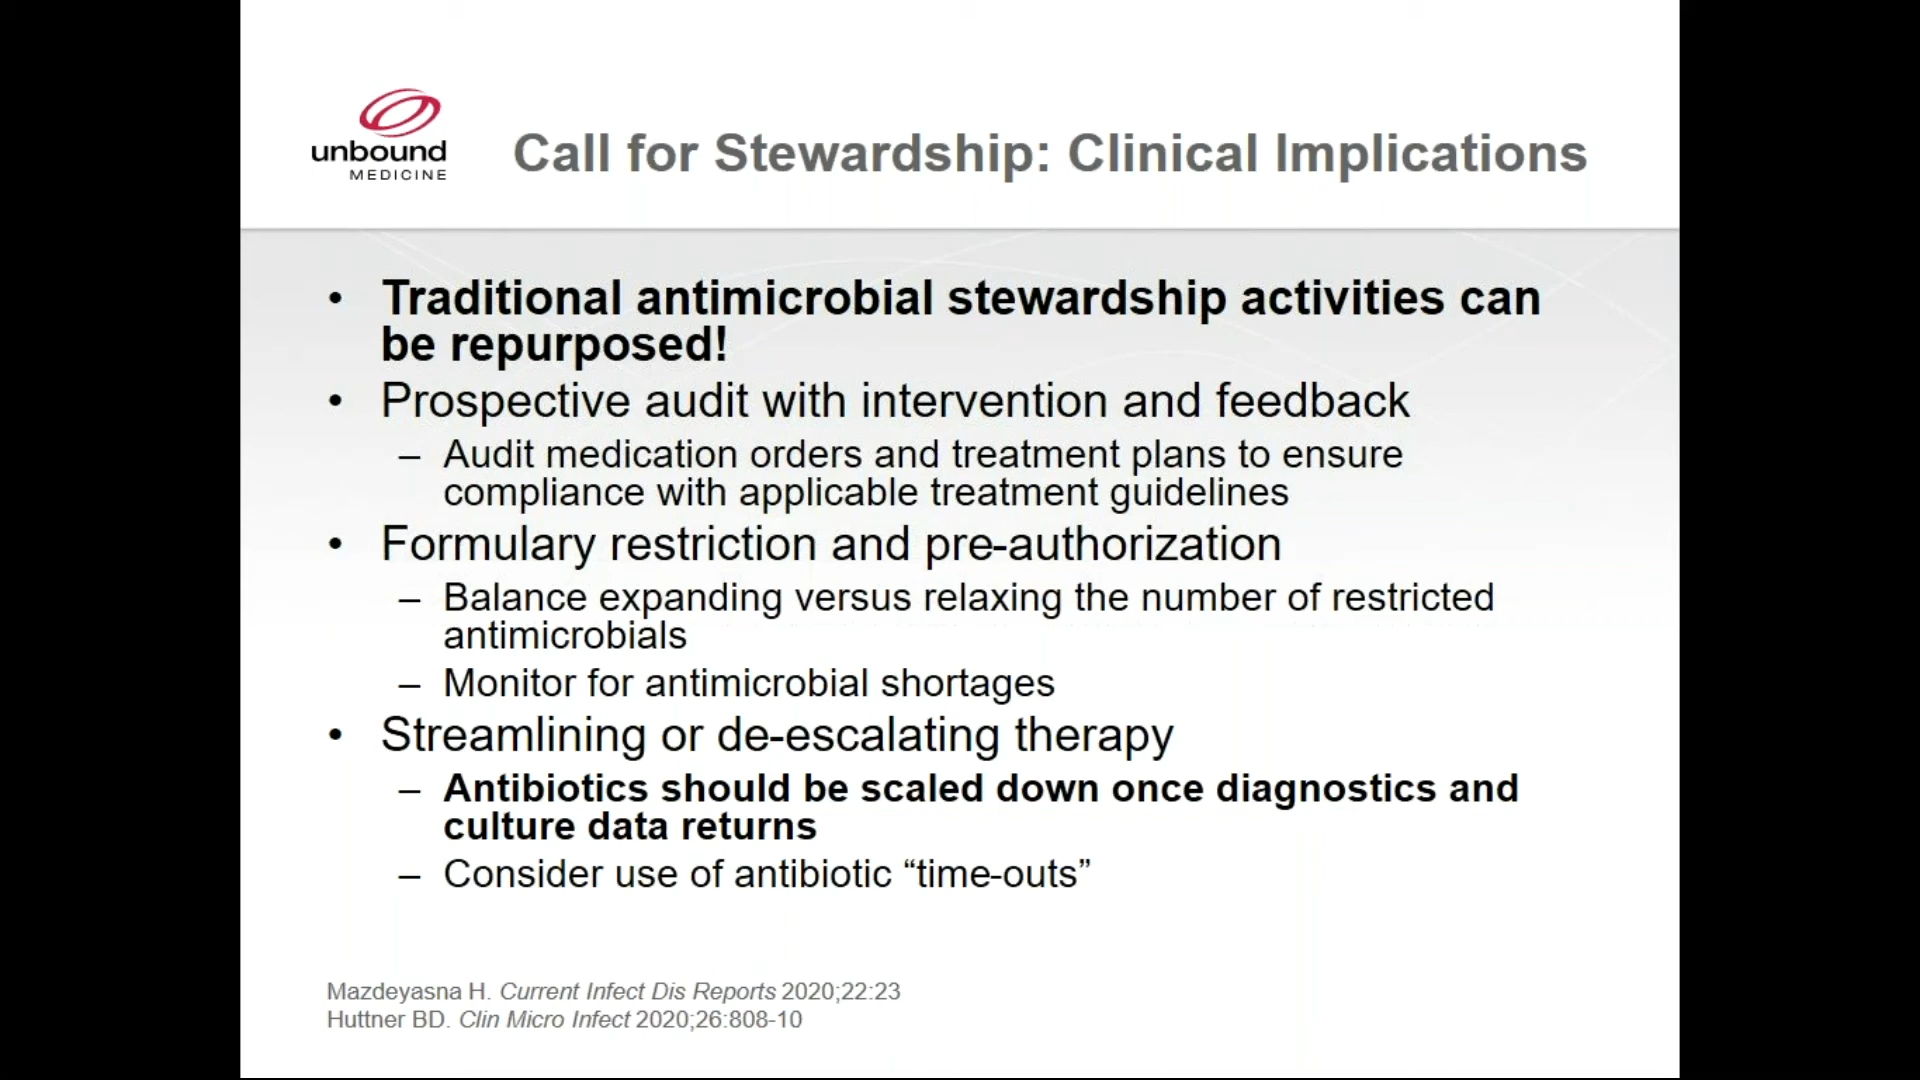 unbound
MEDICINE
Call for Stewardship: Clinical Implications
• Traditional antimicrobial stewardship activities can
be repurposed!
• Prospective audit with intervention and feedback
– Audit medication orders and treatment plans to ensure
compliance with applicable treatment guidelines
• Formulary restriction and pre-authorization
– Balance expanding versus relaxing the number of restricted
antimicrobials
– Monitor for antimicrobial shortages
• Streamlining or de-escalating therapy
– Antibiotics should be scaled down once diagnostics and
culture data returns
– Consider use of antibiotic “time-outs”
Mazdeyasna H. Current Infect Dis Reports 2020;22:23
Huttner BD. Clin Micro Infect 2020;26:808-10